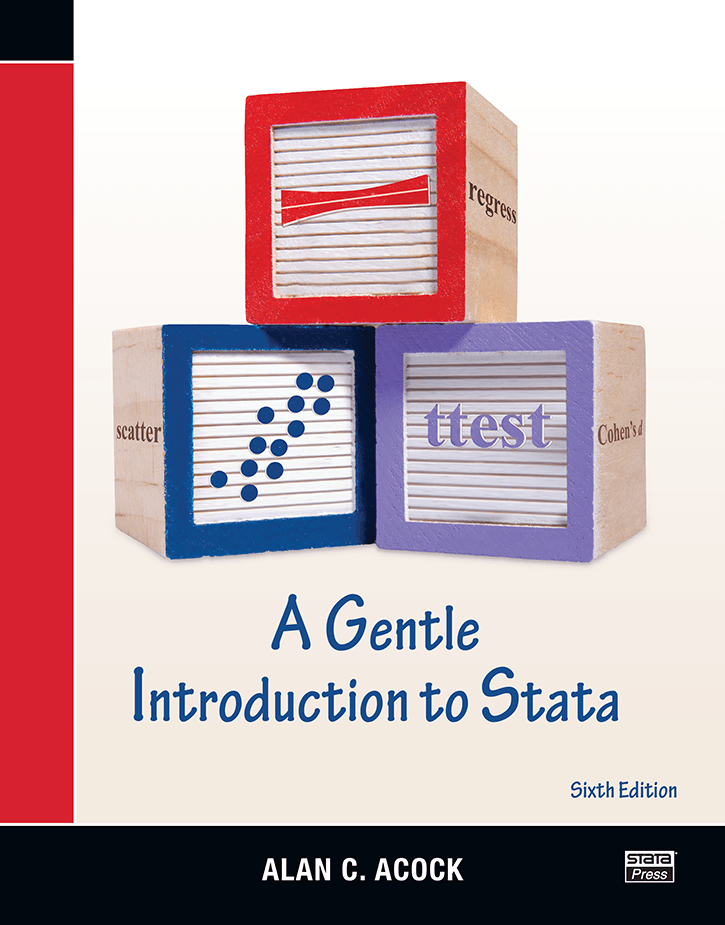 regress
scatter
ttest
Cohen's d
A Gentle
Introduction to Stata
Sixth Edition
ALAN C. ACOCK
STATA
Press